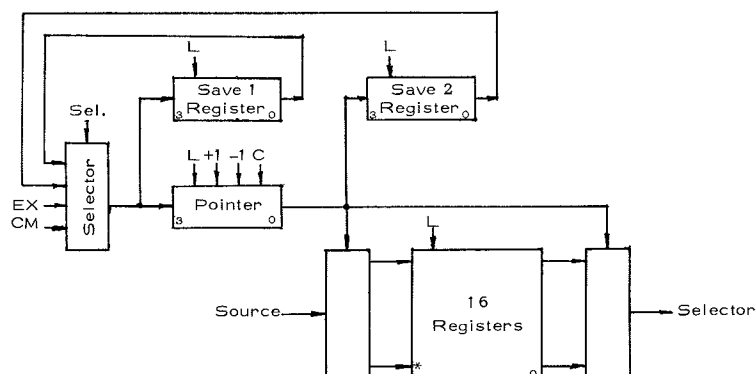 L
L
Save 1
Register
3
0
Save 2
Register
3
0
Sel.
L +1 -1 C
Selector
EX
CM
Pointer
3
0
L
Source
16
Registers
Selector
*
0